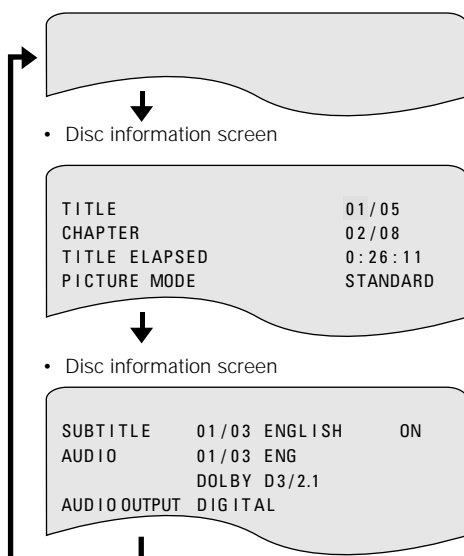 • Disc information screen
TITLE 01/05
CHAPTER 02/08
TITLE ELAPSED 0:26:11
PICTURE MODE STANDARD
• Disc information screen
SUBTITLE 01/03 ENGLISH ON
AUDIO 01/03 ENG
DOLBY D3/2.1
AUDIO OUTPUT DIGITAL